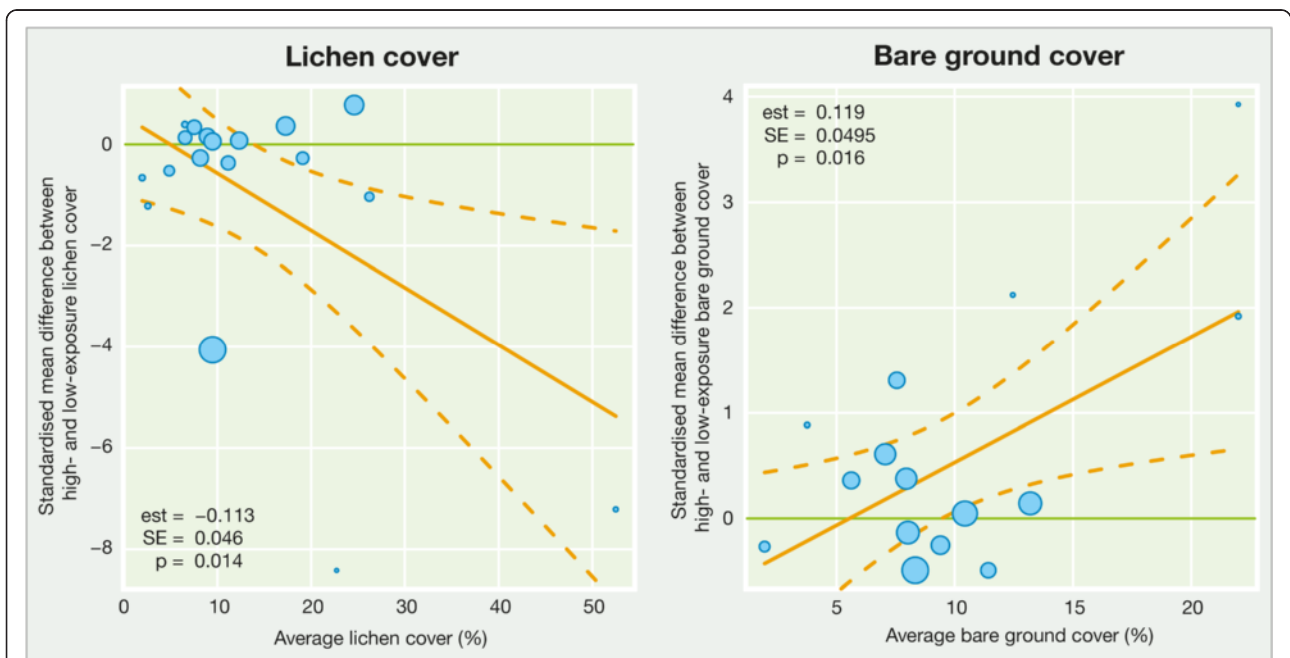 Lichen cover
Standardised mean difference between
high- and low-exposure lichen cover
0
−2
−4
−6
−8
est = −0.113
SE = 0.046
p = 0.014
0 10 20 30 40 50
Average lichen cover (%)
Bare ground cover
Standardised mean difference between
high- and low-exposure bare ground cover
4
3
2
1
0
est = 0.119
SE = 0.0495
p = 0.016
5 10 15 20
Average bare ground cover (%)